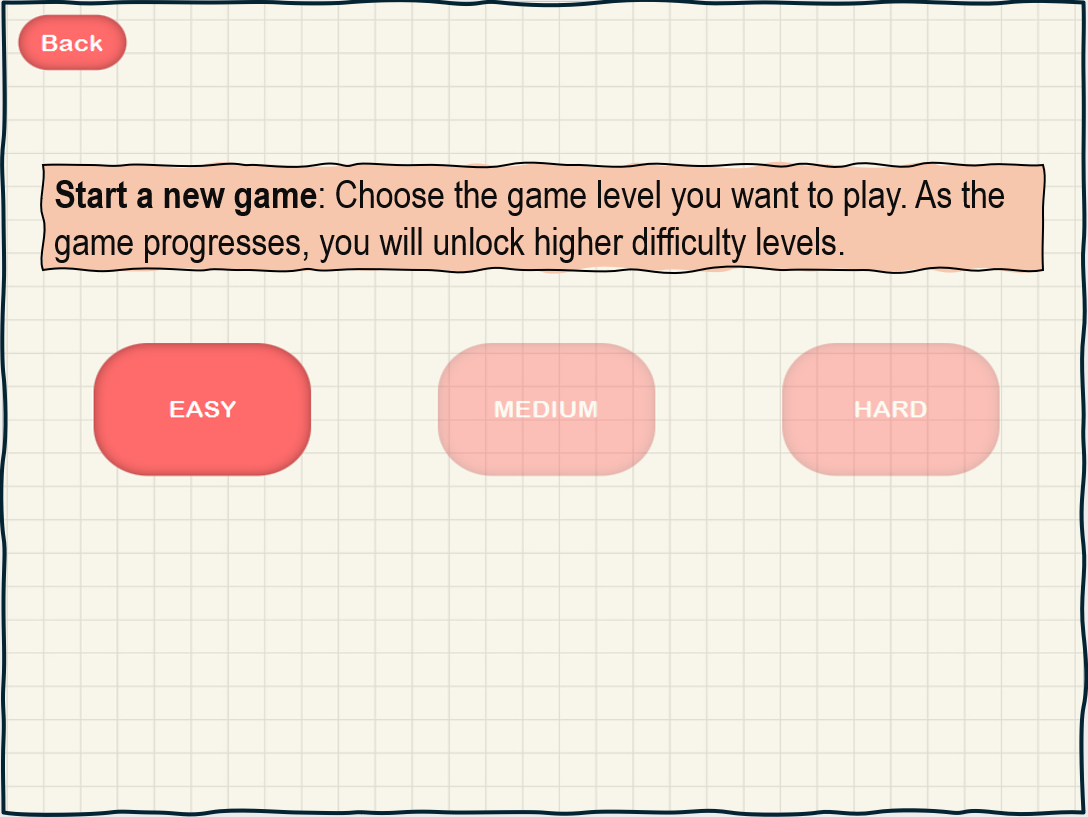 Back
Start a new game: Choose the game level you want to play. As the
game progresses, you will unlock higher difficulty levels.
EASY
MEDIUM
HARD